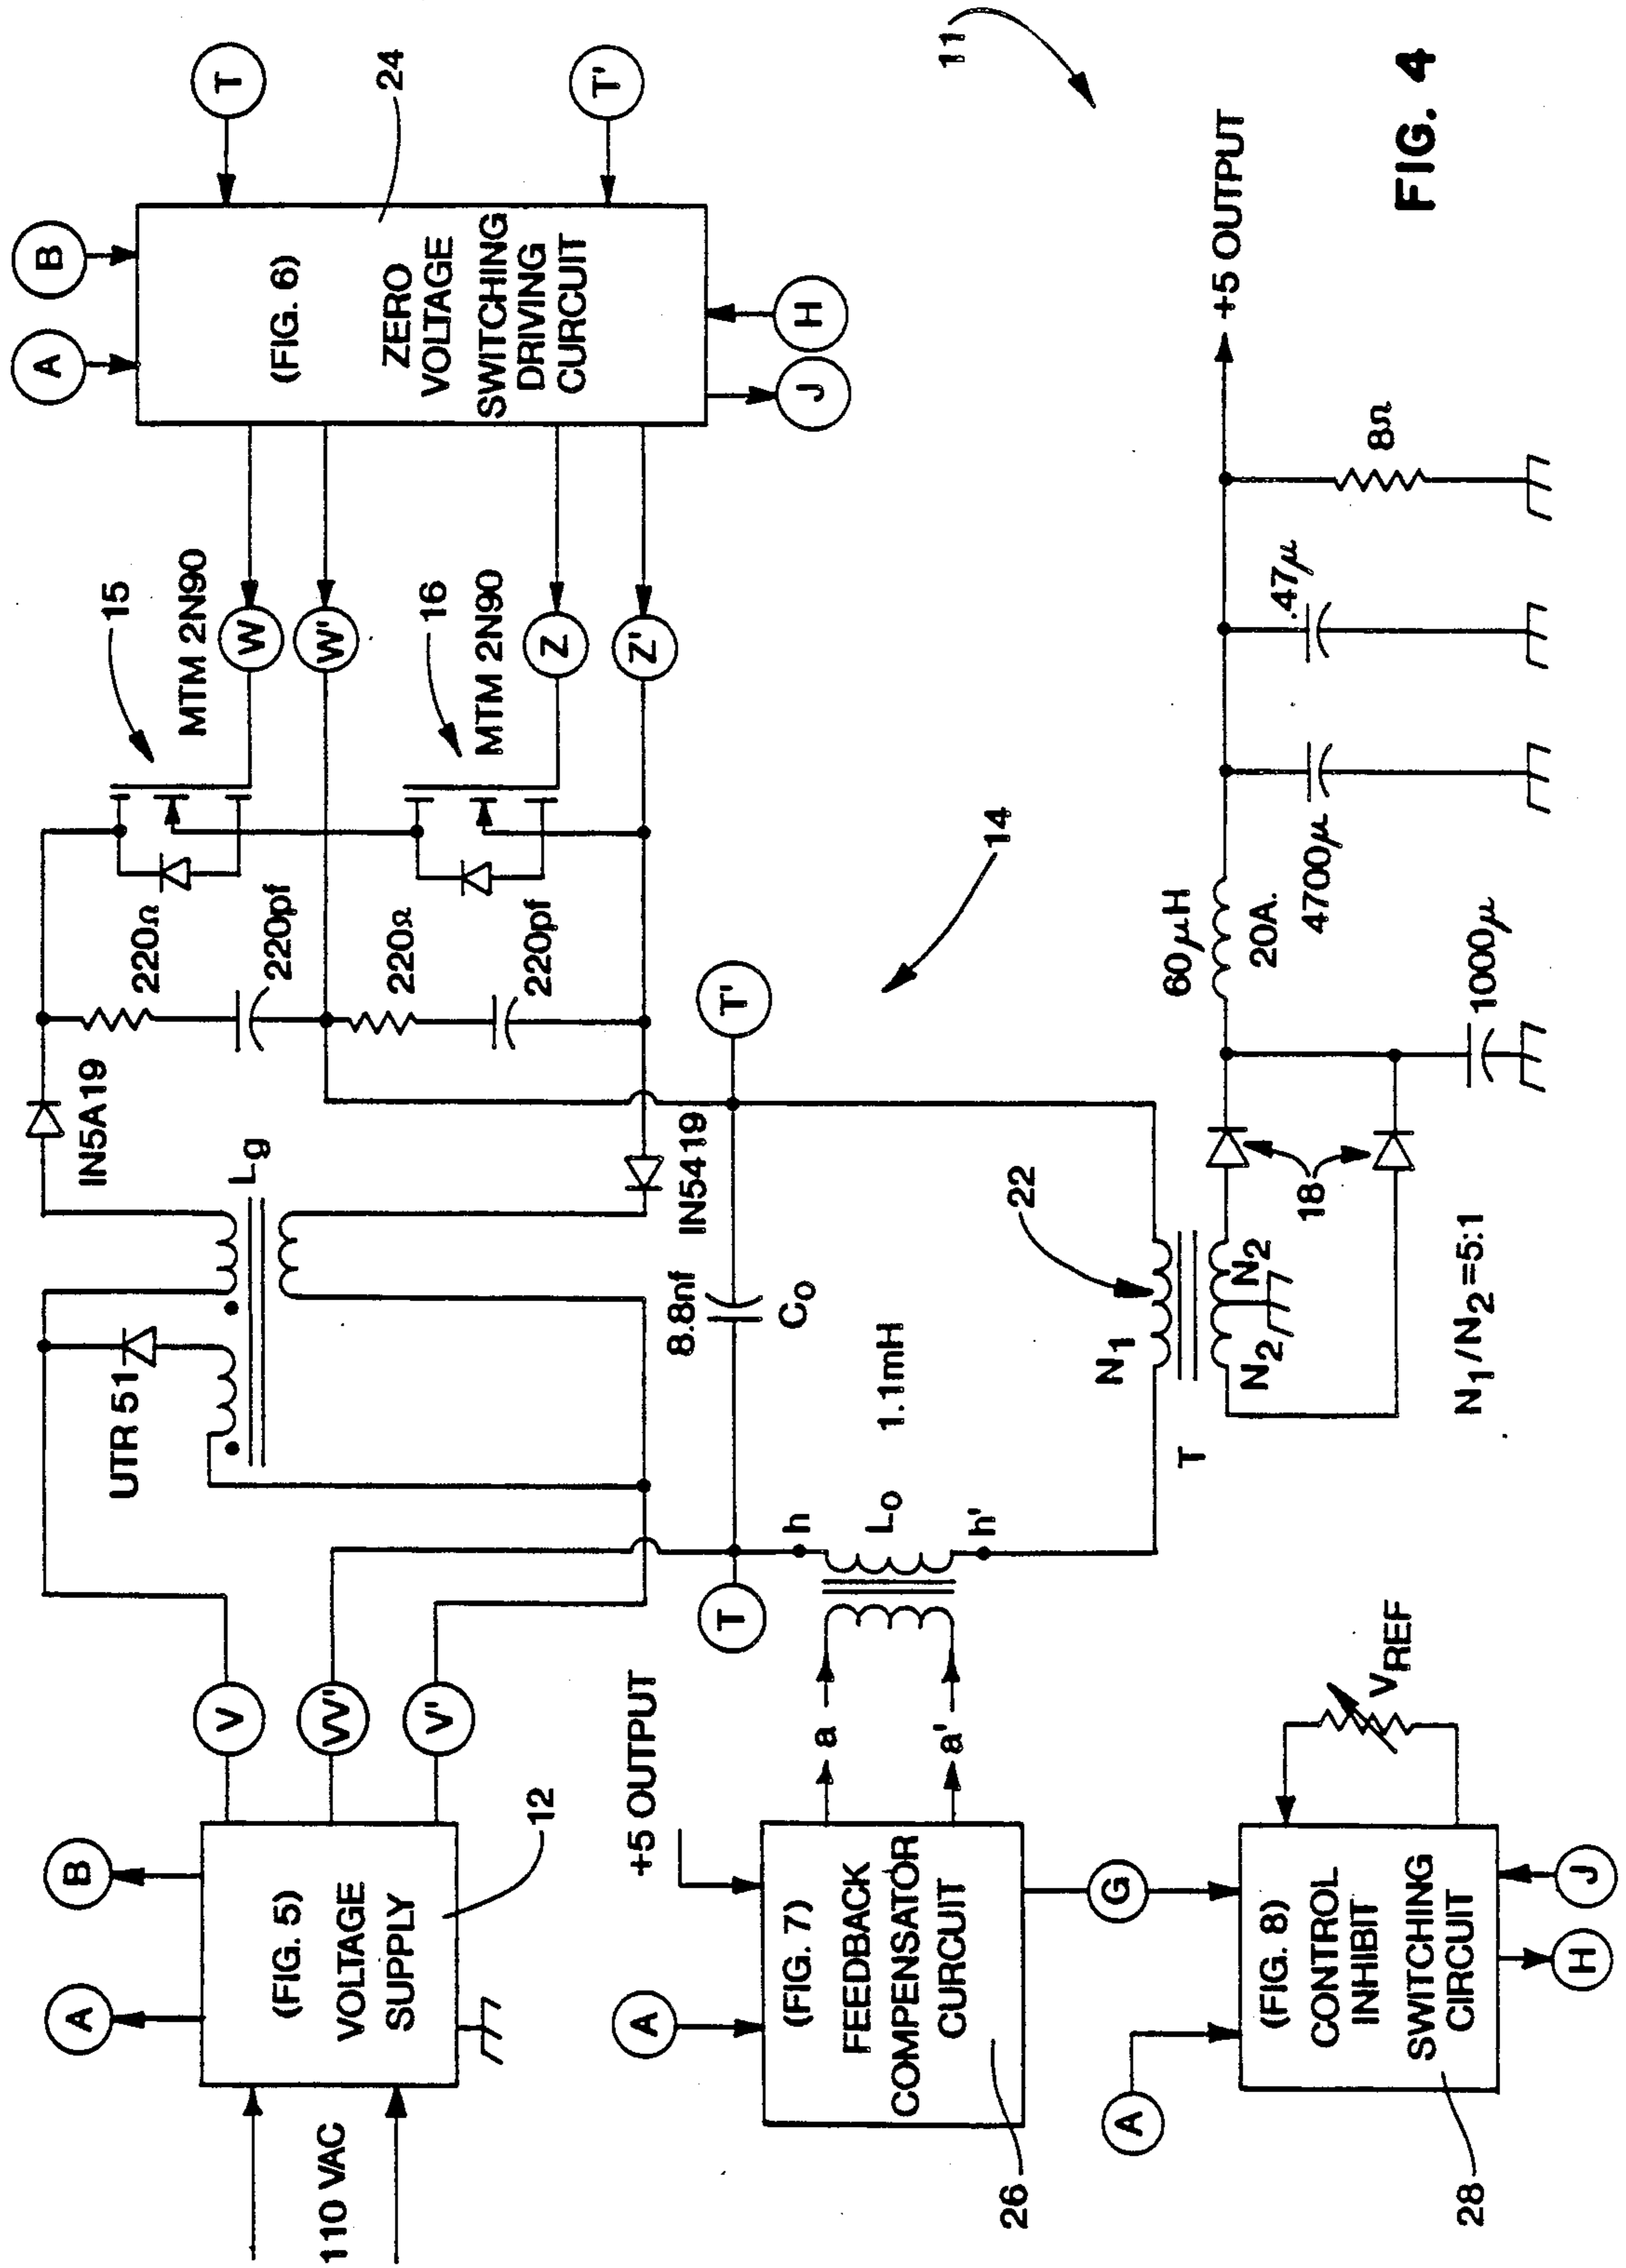 110 VAC
A
B
(FIG. 5)
VOLTAGE
SUPPLY
12
V
VV'
V'
UTR 51
Lg
IN5A19
IN5419
220Ω
220pf
220Ω
220pf
15
MTM 2N90
16
MTM 2N90
W
W'
Z
Z'
A
B
(FIG. 6)
ZERO
VOLTAGE
SWITCHING
DRIVING
CURCUIT
24
T
T'
J
H
+5 OUTPUT
A
(FIG. 7)
FEEDBACK
COMPENSATOR
CURCUIT
26
a
a'
G
T
h
Lo
h'
1.1mH
8.8nf
Co
T'
14
22
N1
T
N2
N2
18
N1/N2=5:1
60μH
20A.
1000μ
4700μ
.47μ
8Ω
+5 OUTPUT
11
A
(FIG. 8)
CONTROL
INHIBIT
SWITCHING
CIRCUIT
28
VREF
H
J
FIG. 4